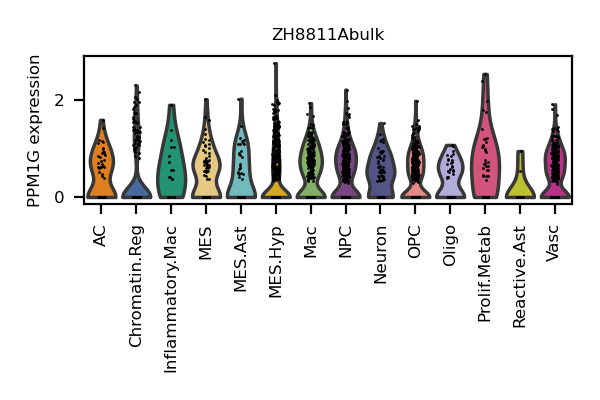 ZH8811Abulk
PPM1G expression
2
0
AC
Chromatin.Reg
Inflammatory.Mac
MES
MES.Ast
MES.Hyp
Mac
NPC
Neuron
OPC
Oligo
Prolif.Metab
Reactive.Ast
Vasc